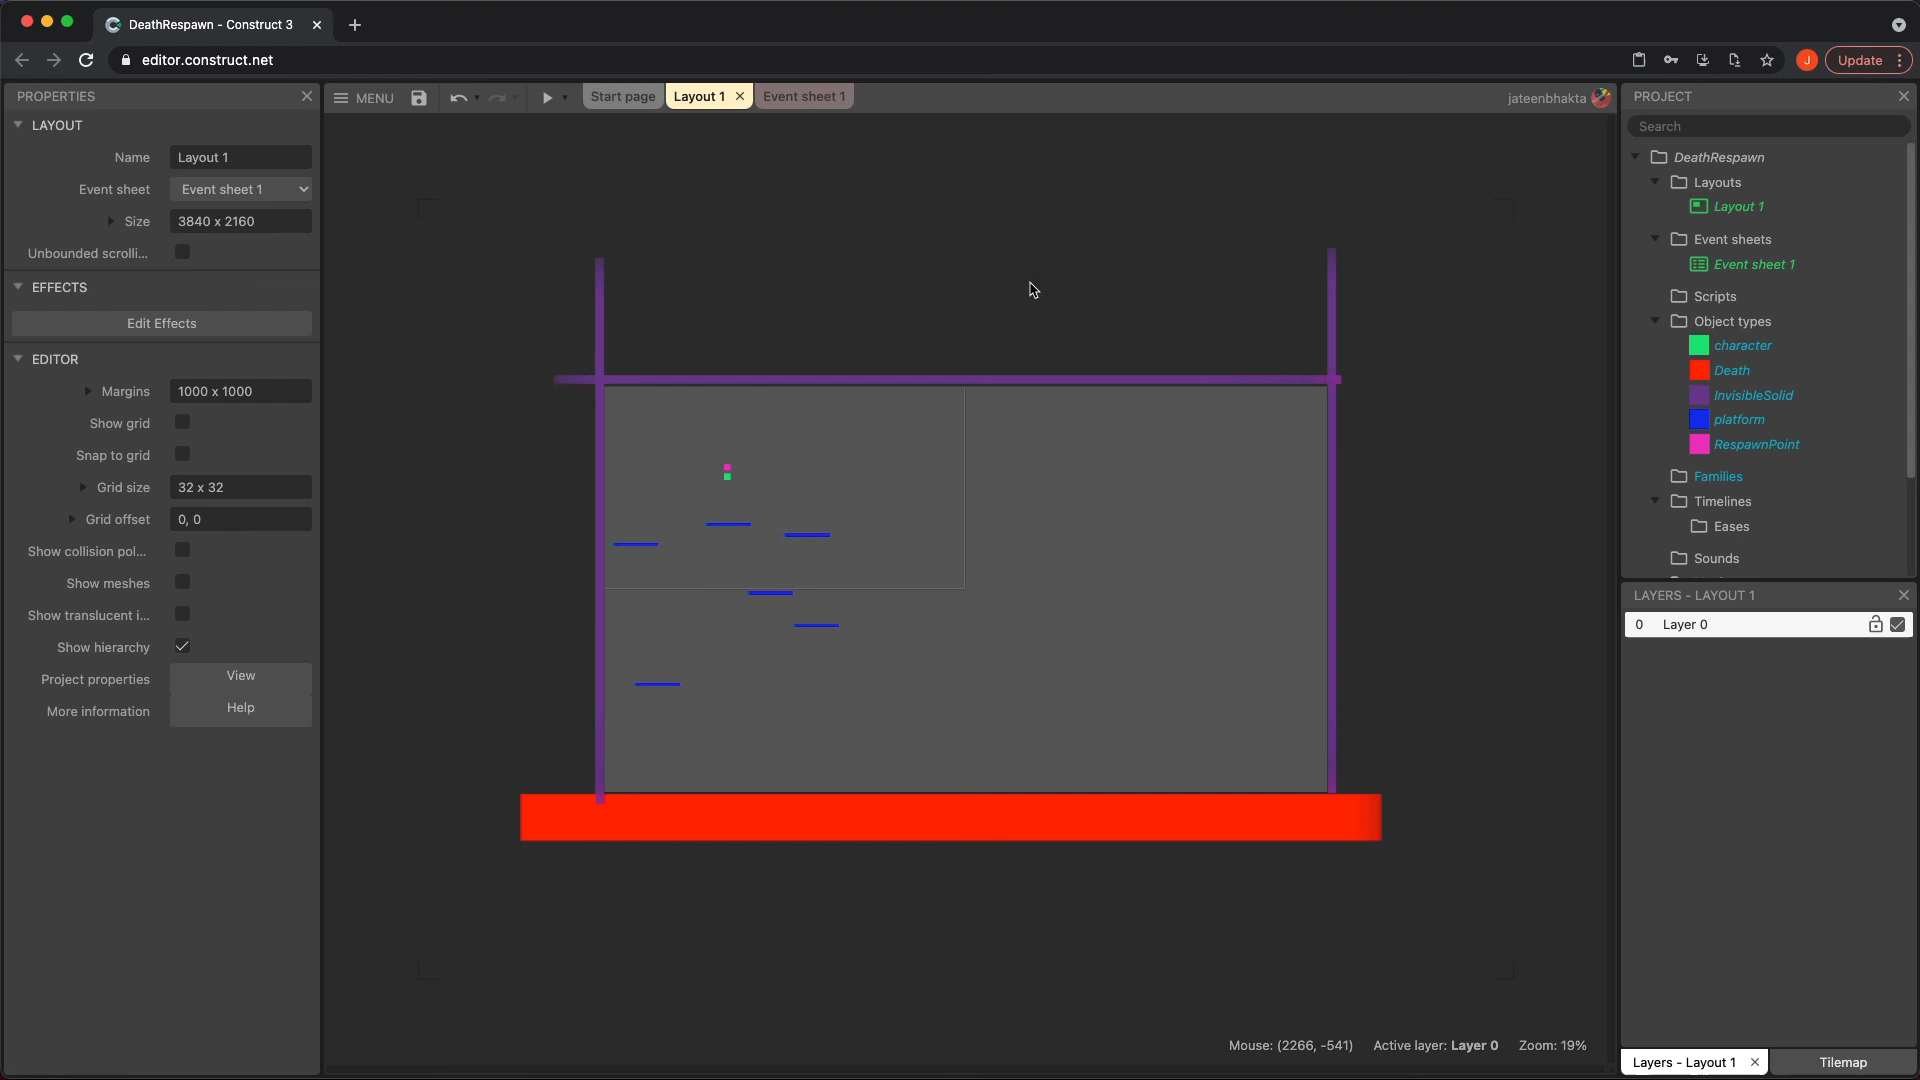 DeathRespawn - Construct 3
editor.construct.net
J
Update
PROPERTIES
LAYOUT
Name
Layout 1
Event sheet
Event sheet 1
Size
3840 x 2160
Unbounded scrolli...
EFFECTS
Edit Effects
EDITOR
Margins
1000 x 1000
Show grid
Snap to grid
Grid size
32 x 32
Grid offset
0, 0
Show collision pol...
Show meshes
Show translucent i...
Show hierarchy
Project properties
View
More information
Help
MENU
Start page
Layout 1
Event sheet 1
jateenbhakta
Mouse: (2266, -541)
Active layer: Layer 0
Zoom: 19%
PROJECT
Search
DeathRespawn
Layouts
Layout 1
Event sheets
Event sheet 1
Scripts
Object types
character
Death
InvisibleSolid
platform
RespawnPoint
Families
Timelines
Eases
Sounds
LAYERS - LAYOUT 1
0 Layer 0
Layers - Layout 1
Tilemap